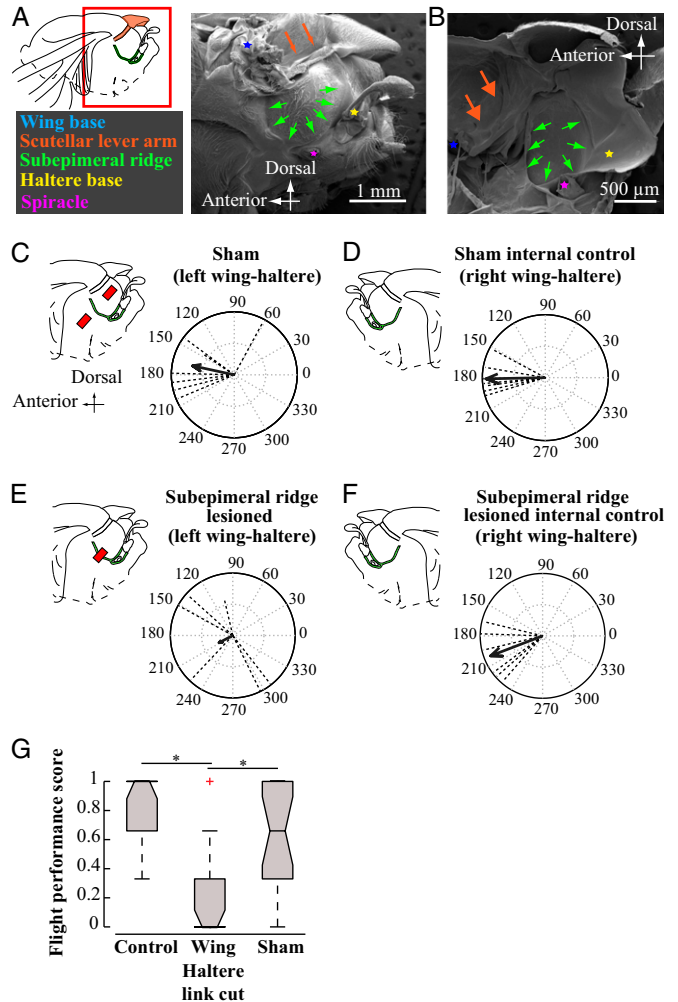 A
Wing base
Scutellar lever arm
Subepimeral ridge
Haltere base
Spiracle
Dorsal
Anterior
1 mm
B
Dorsal
Anterior
500 µm
C
Sham
(left wing-haltere)
90
120
60
150
30
180
0
210
330
240
300
270
Dorsal
Anterior
D
Sham internal control
(right wing-haltere)
90
120
60
150
30
180
0
210
330
240
300
270
E
Subepimeral ridge
lesioned
(left wing-haltere)
90
120
60
150
30
180
0
210
330
240
300
270
F
Subepimeral ridge
lesioned internal control
(right wing-haltere)
90
120
60
150
30
180
0
210
330
240
300
270
G
Flight performance score
1
0.8
0.6
0.4
0.2
0
*
*
Control
Wing
Haltere
link cut
Sham